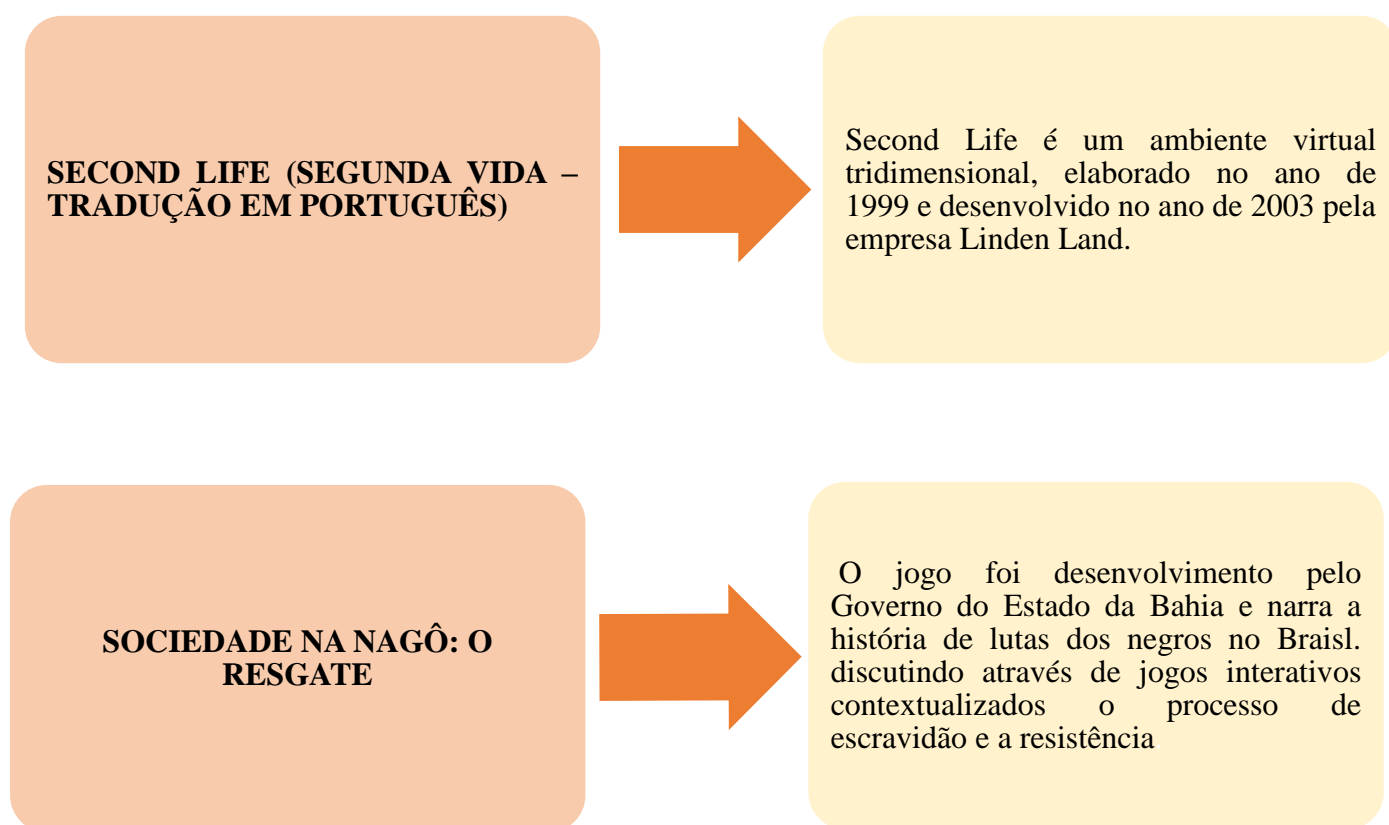 SECOND LIFE (SEGUNDA VIDA –
TRADUÇÃO EM PORTUGUÊS)
Second Life é um ambiente virtual
tridimensional, elaborado no ano de
1999 e desenvolvido no ano de 2003 pela
empresa Linden Land.
SOCIEDADE NA NAGÔ: O
RESGATE
O jogo foi desenvolvimento pelo
Governo do Estado da Bahia e narra a
história de lutas dos negros no Braisl.
discutindo através de jogos interativos
contextualizados o processo de
escravidão e a resistência